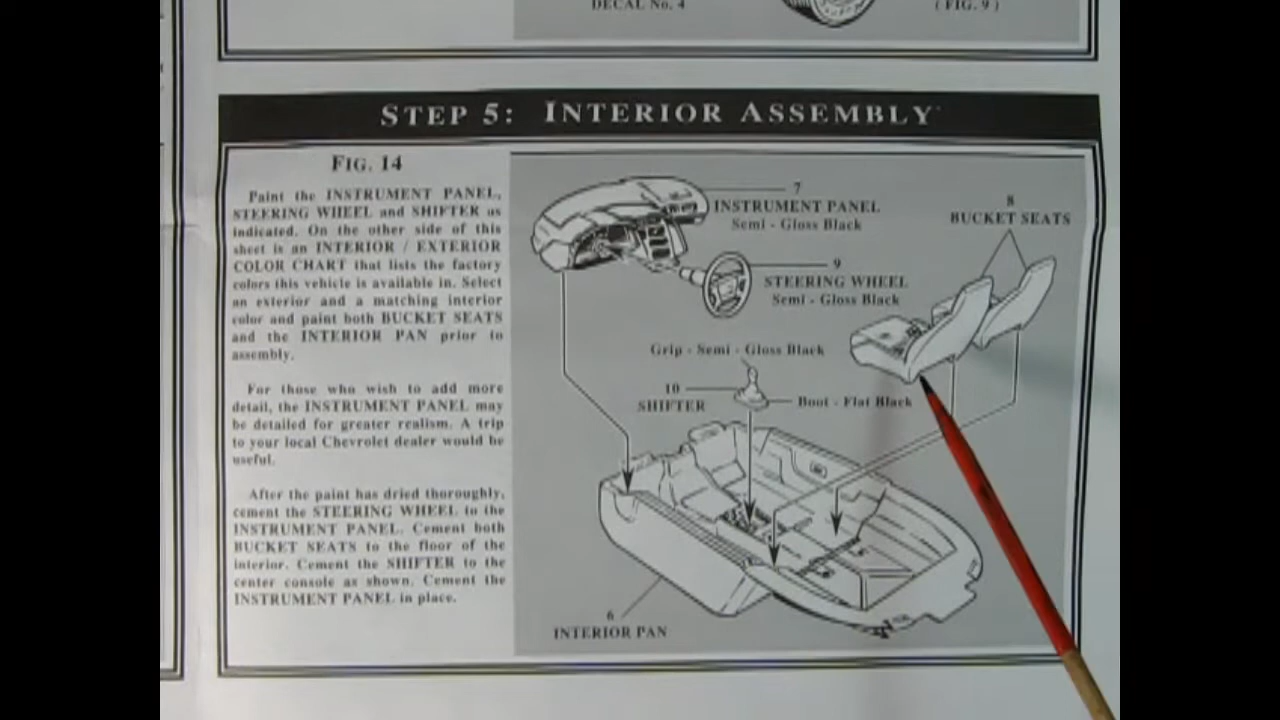 DECAL No. 4
( FIG. 9 )
STEP 5: INTERIOR ASSEMBLY
FIG. 14
Paint the INSTRUMENT PANEL,
STEERING WHEEL and SHIFTER as
indicated. On the other side of this
sheet is an INTERIOR / EXTERIOR
COLOR CHART that lists the factory
colors this vehicle is available in. Select
an exterior and a matching interior
color and paint both BUCKET SEATS
and the INTERIOR PAN prior to
assembly.
For those who wish to add more
detail, the INSTRUMENT PANEL may
be detailed for greater realism. A trip
to your local Chevrolet dealer would be
useful.
After the paint has dried thoroughly,
cement the STEERING WHEEL to the
INSTRUMENT PANEL. Cement both
BUCKET SEATS to the floor of the
interior. Cement the SHIFTER to the
center console as shown. Cement the
INSTRUMENT PANEL in place.
7
INSTRUMENT PANEL
Semi - Gloss Black
8
BUCKET SEATS
9
STEERING WHEEL
Semi - Gloss Black
Grip - Semi - Gloss Black
10
SHIFTER
Boot - Flat Black
6
INTERIOR PAN